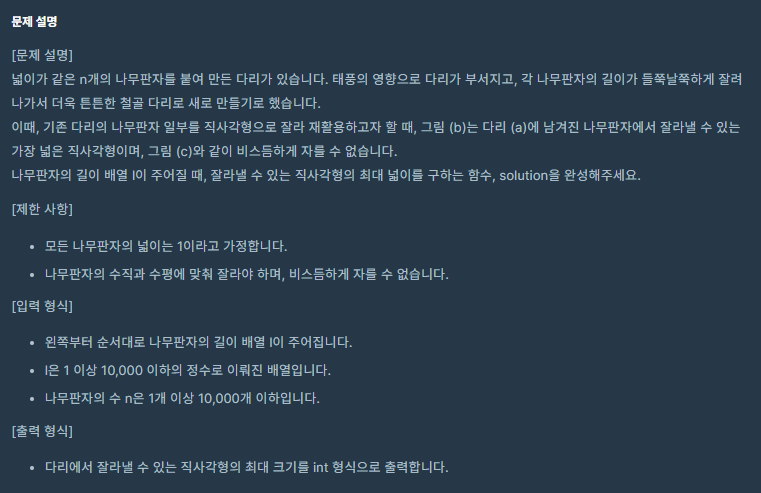 문제 설명
[문제 설명]
넓이가 같은 n개의 나무판자를 붙여 만든 다리가 있습니다. 태풍의 영향으로 다리가 부서지고, 각 나무판자의 길이가 들쭉날쭉하게 잘려
나가서 더욱 튼튼한 철골 다리로 새로 만들기로 했습니다.
이때, 기존 다리의 나무판자 일부를 직사각형으로 잘라 재활용하고자 할 때, 그림 (b)는 다리 (a)에 남겨진 나무판자에서 잘라낼 수 있는
가장 넓은 직사각형이며, 그림 (c)와 같이 비스듬하게 자를 수 없습니다.
나무판자의 길이 배열 l이 주어질 때, 잘라낼 수 있는 직사각형의 최대 넓이를 구하는 함수, solution을 완성해주세요.
[제한 사항]
• 모든 나무판자의 넓이는 1이라고 가정합니다.
• 나무판자의 수직과 수평에 맞춰 잘라야 하며, 비스듬하게 자를 수 없습니다.
[입력 형식]
• 왼쪽부터 순서대로 나무판자의 길이 배열 l이 주어집니다.
• l은 1 이상 10,000 이하의 정수로 이뤄진 배열입니다.
• 나무판자의 수 n은 1개 이상 10,000개 이하입니다.
[출력 형식]
• 다리에서 잘라낼 수 있는 직사각형의 최대 크기를 int 형식으로 출력합니다.